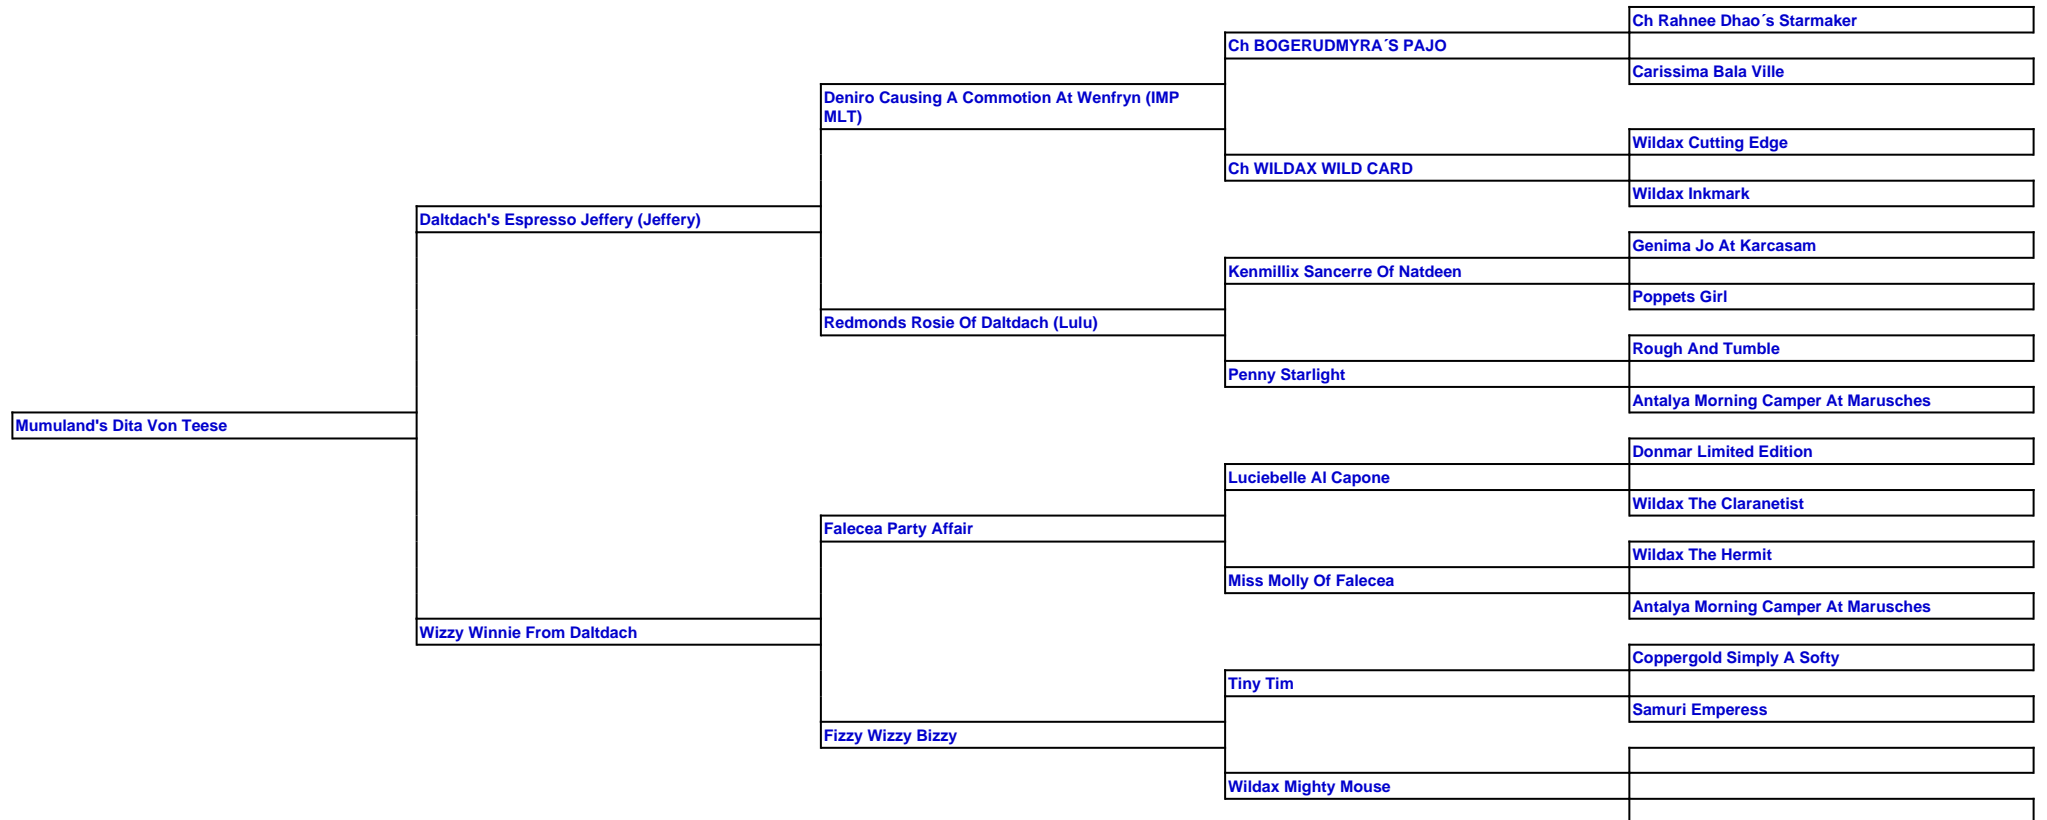 Ch Rahnee Dhao´s Starmaker
Ch BOGERUDMYRA´S PAJO
Carissima Bala Ville
Deniro Causing A Commotion At Wenfryn (IMP
MLT)
Wildax Cutting Edge
Ch WILDAX WILD CARD
Wildax Inkmark
Daltdach's Espresso Jeffery (Jeffery)
Genima Jo At Karcasam
Kenmillix Sancerre Of Natdeen
Poppets Girl
Redmonds Rosie Of Daltdach (Lulu)
Rough And Tumble
Penny Starlight
Antalya Morning Camper At Marusches
Mumuland's Dita Von Teese
Donmar Limited Edition
Luciebelle Al Capone
Wildax The Claranetist
Falecea Party Affair
Wildax The Hermit
Miss Molly Of Falecea
Antalya Morning Camper At Marusches
Wizzy Winnie From Daltdach
Coppergold Simply A Softy
Tiny Tim
Samuri Emperess
Fizzy Wizzy Bizzy
Wildax Mighty Mouse